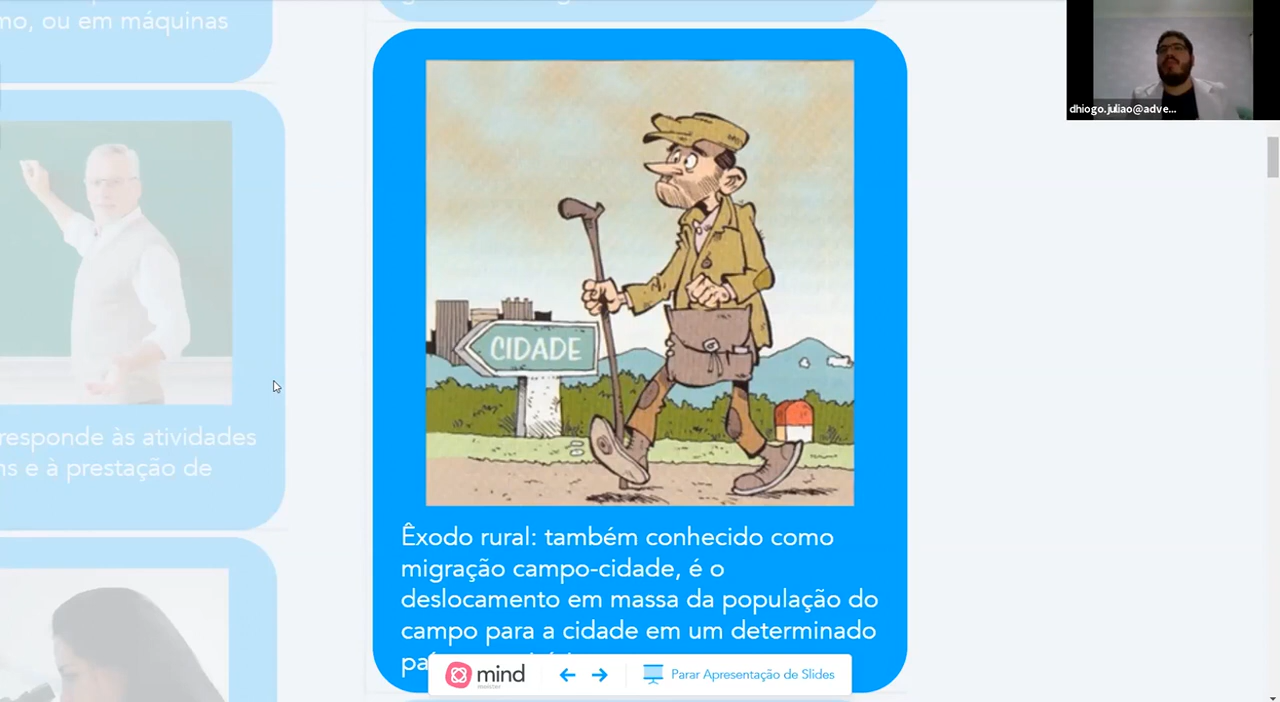 mo, ou em máquinas
responde às atividades
ns e à prestação de
CIDADE
Êxodo rural: também conhecido como
migração campo-cidade, é o
deslocamento em massa da população do
campo para a cidade em um determinado
mind
meister
Parar Apresentação de Slides
dhiogo.juliao@adve...